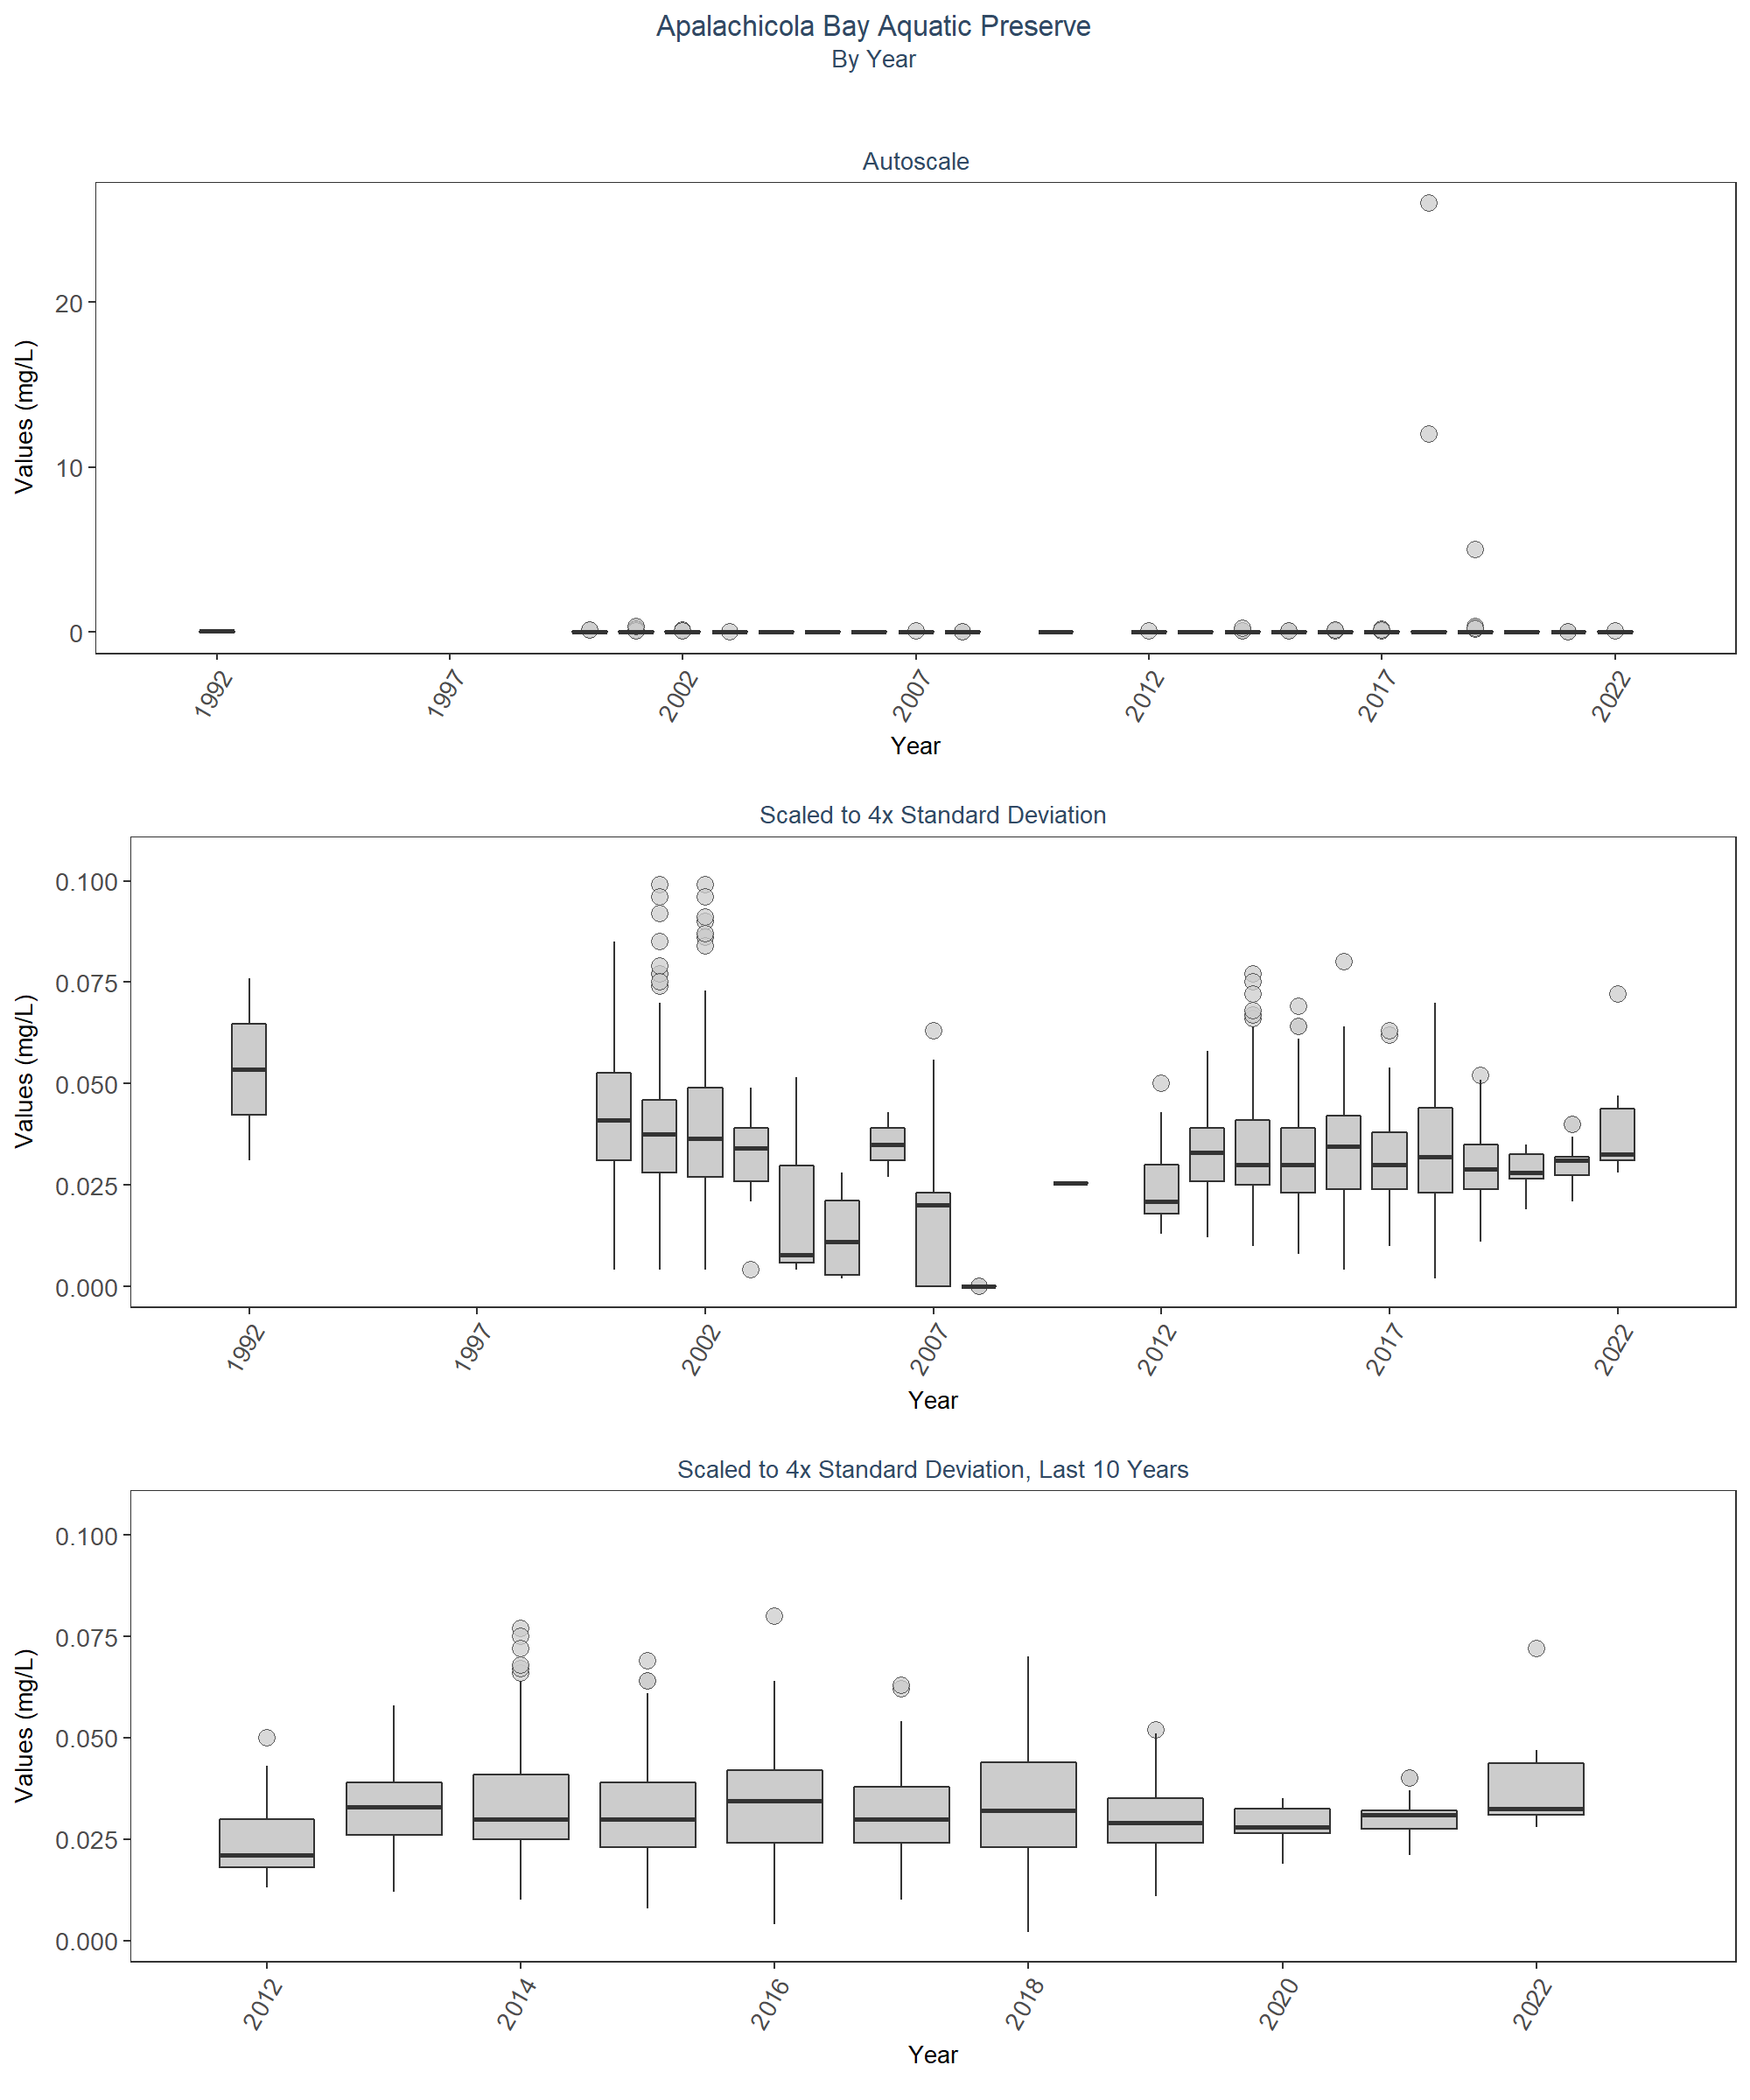 Apalachicola Bay Aquatic Preserve
By Year
Autoscale
Values (mg/L)
20
10
0
1992 1997 2002 2007 2012 2017 2022
Year
Scaled to 4x Standard Deviation
Values (mg/L)
0.100
0.075
0.050
0.025
0.000
1992 1997 2002 2007 2012 2017 2022
Year
Scaled to 4x Standard Deviation, Last 10 Years
Values (mg/L)
0.100
0.075
0.050
0.025
0.000
2012 2014 2016 2018 2020 2022
Year